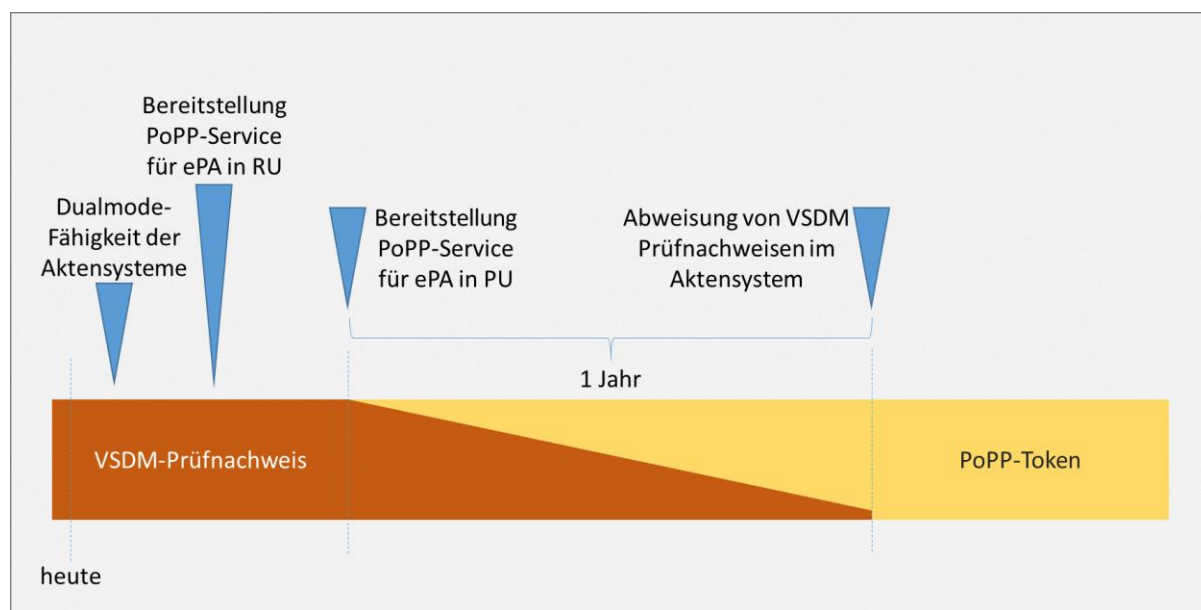 Bereitstellung
PoPP-Service
für ePA in RU
Dualmode-
Fähigkeit der
Aktensysteme
Bereitstellung
PoPP-Service
für ePA in PU
Abweisung von VSDM
Prüfnachweisen im
Aktensystem
1 Jahr
VSDM-Prüfnachweis
PoPP-Token
heute